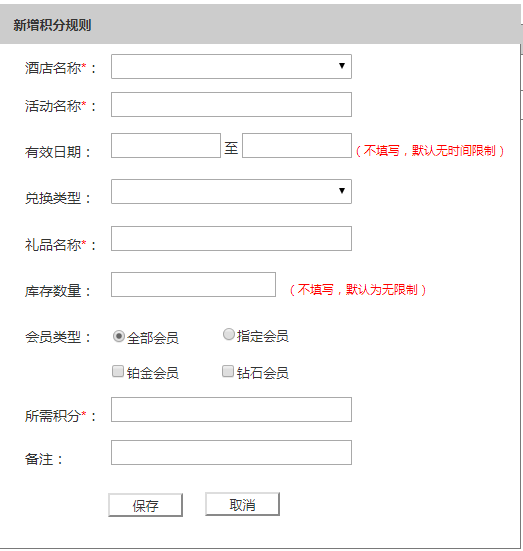 新增积分规则
酒店名称*：
活动名称*：
有效日期： 至 （不填写，默认无时间限制）
兑换类型：
礼品名称*：
库存数量： （不填写，默认为无限制）
会员类型： 全部会员 指定会员
铂金会员 钻石会员
所需积分*：
备注：
保存 取消